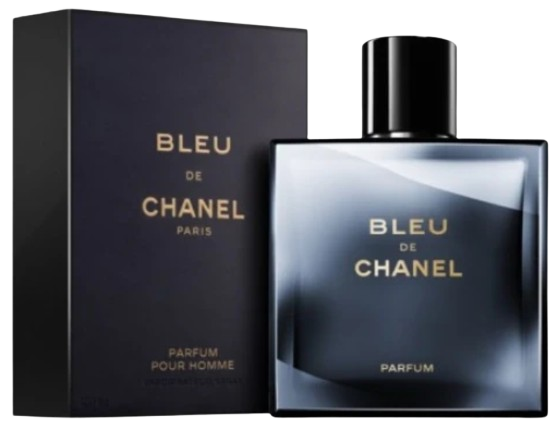 BLEU
DE
CHANEL
PARIS
PARFUM
POUR HOMME
BLEU
DE
CHANEL
PARFUM